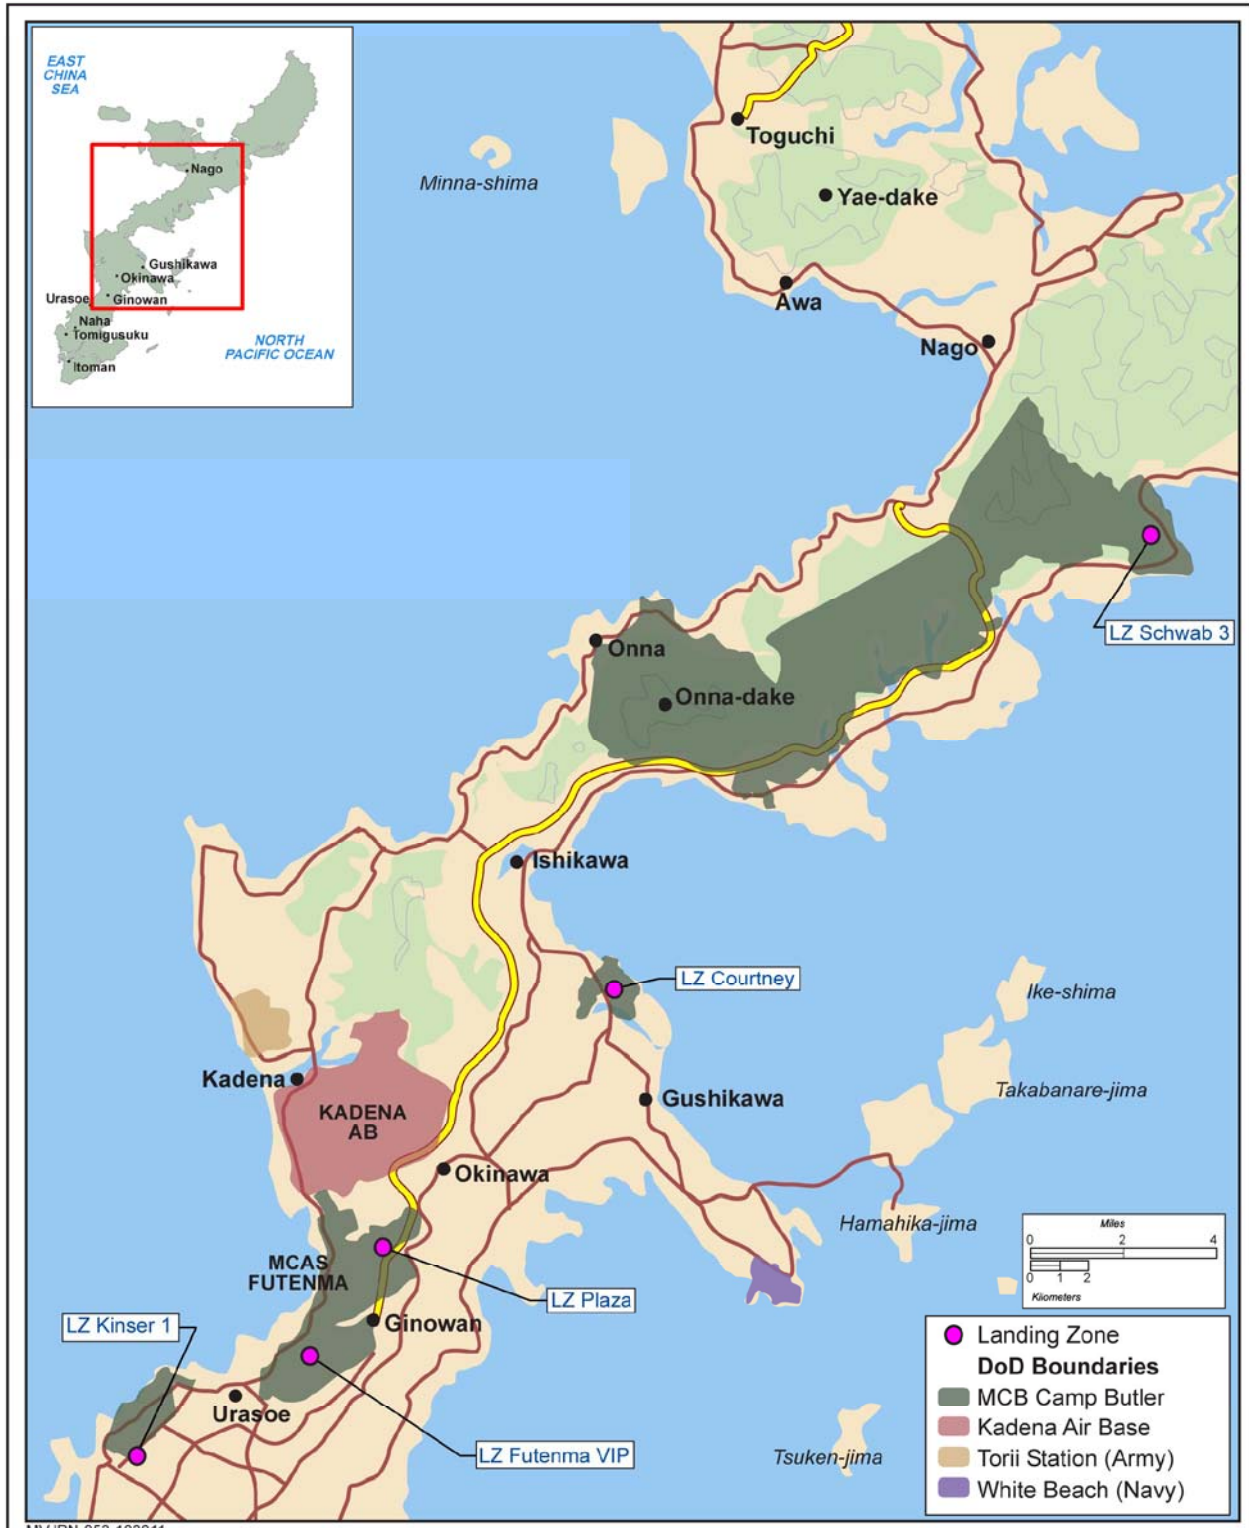 EAST
CHINA
SEA
Nago
Gushikawa
Okinawa
Urasoe
Ginowan
Naha
Tomigusuku
Itoman
NORTH
PACIFIC OCEAN
Toguchi
Minna-shima
Yae-dake
Awa
Nago
LZ Schwab 3
Onna
Onna-dake
Ishikawa
LZ Courtney
Ike-shima
Kadena
Takabanare-jima
Gushikawa
KADENA
AB
Okinawa
Hamahika-jima
MCAS
FUTENMA
LZ Plaza
LZ Kinser 1
Ginowan
Urasoe
LZ Futenma VIP
Tsuken-jima
Miles
0 2 4
0 1 2
Kilometers
Landing Zone
DoD Boundaries
MCB Camp Butler
Kadena Air Base
Torii Station (Army)
White Beach (Navy)